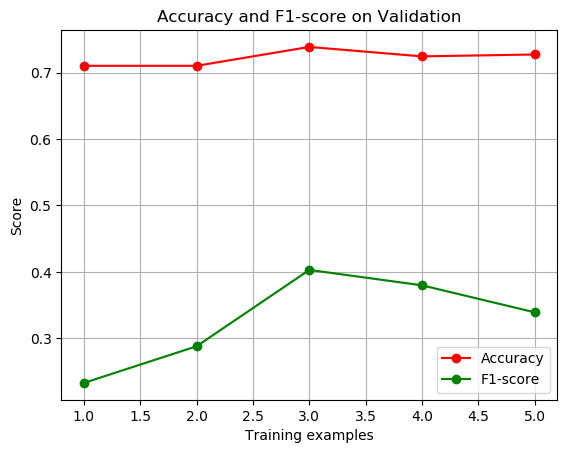 Accuracy and F1-score on Validation
Score
0.7
0.6
0.5
0.4
0.3
Accuracy
F1-score
1.0 1.5 2.0 2.5 3.0 3.5 4.0 4.5 5.0
Training examples